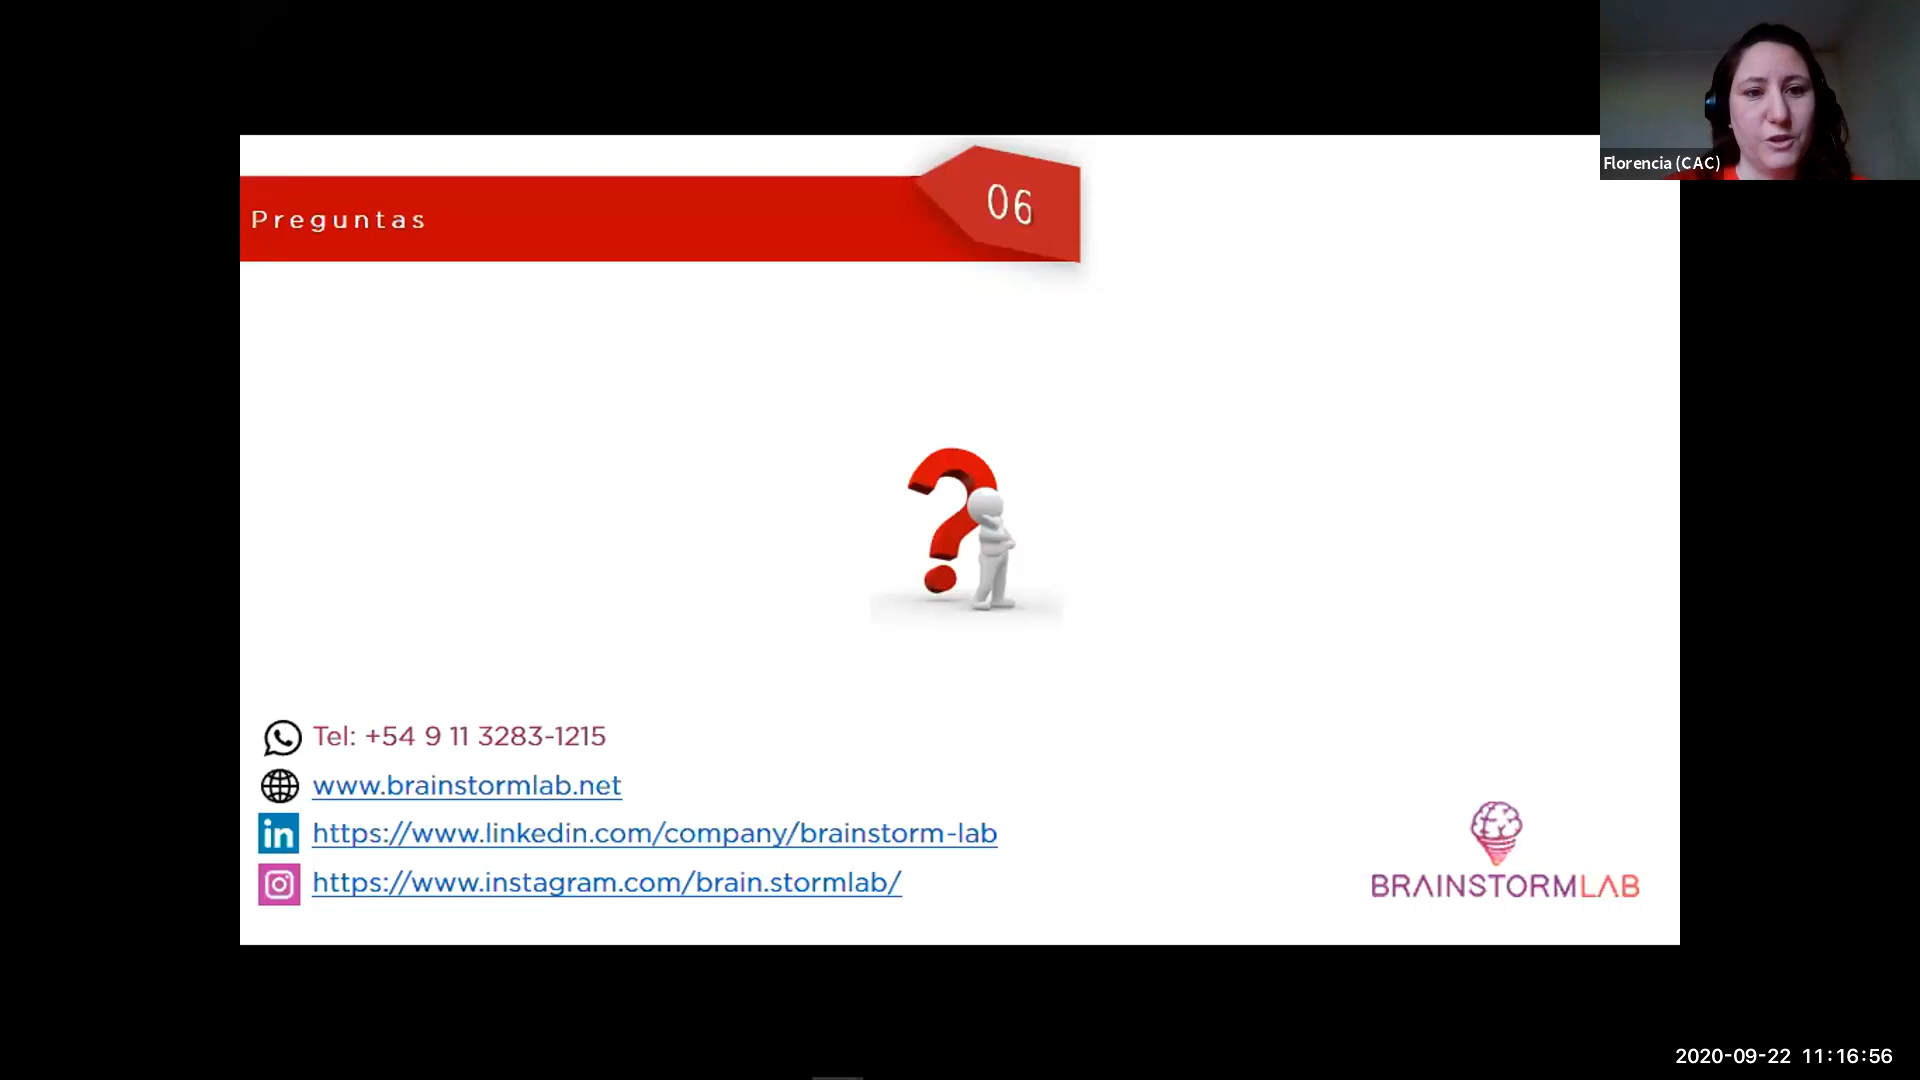 Florencia (CAC)
06
Preguntas
Tel: +54 9 11 3283-1215
www.brainstormlab.net
in https://www.linkedin.com/company/brainstorm-lab
https://www.instagram.com/brain.stormlab/
BRAINSTORMLAB
2020-09-22 11:16:56